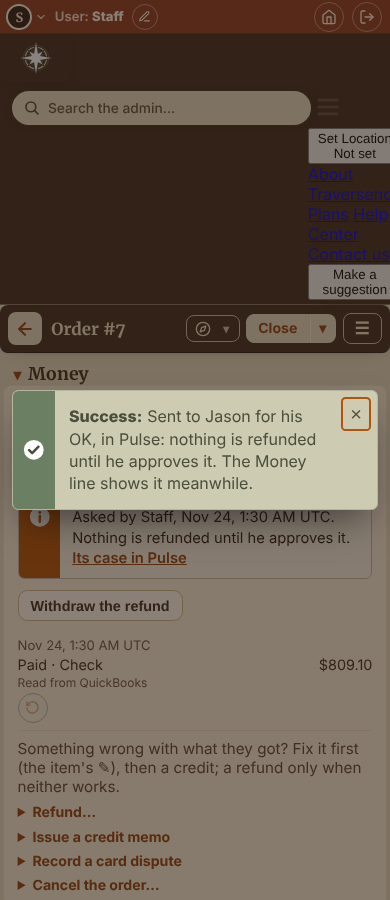 S
User: Staff
Search the admin...
Set Location
Not set
About
Plans Help
Center
Contact us
Make a
suggestion
Order #7
Close
Money
Success: Sent to Jason for his
OK, in Pulse: nothing is refunded
until he approves it. The Money
line shows it meanwhile.
Asked by Staff, Nov 24, 1:30 AM UTC.
Nothing is refunded until he approves it.
Its case in Pulse
Withdraw the refund
Nov 24, 1:30 AM UTC
Paid · Check $809.10
Read from QuickBooks
Something wrong with what they got? Fix it first
(the item's ✎), then a credit; a refund only when
neither works.
Refund...
Issue a credit memo
Record a card dispute
Cancel the order...